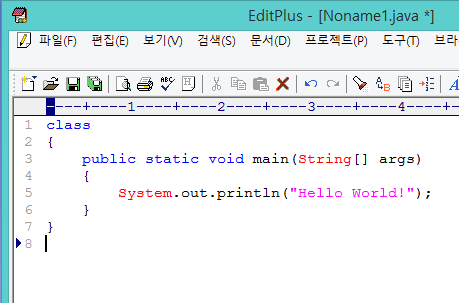 EditPlus - [Noname1.java *]
파일(F) 편집(E) 보기(V) 검색(S) 문서(D) 프로젝트(P) 도구(T) 브라
----+----1----+----2----+----3----+----4----+-
1 class
2 {
3 public static void main(String[] args)
4 {
5 System.out.println("Hello World!");
6 }
7 }
8